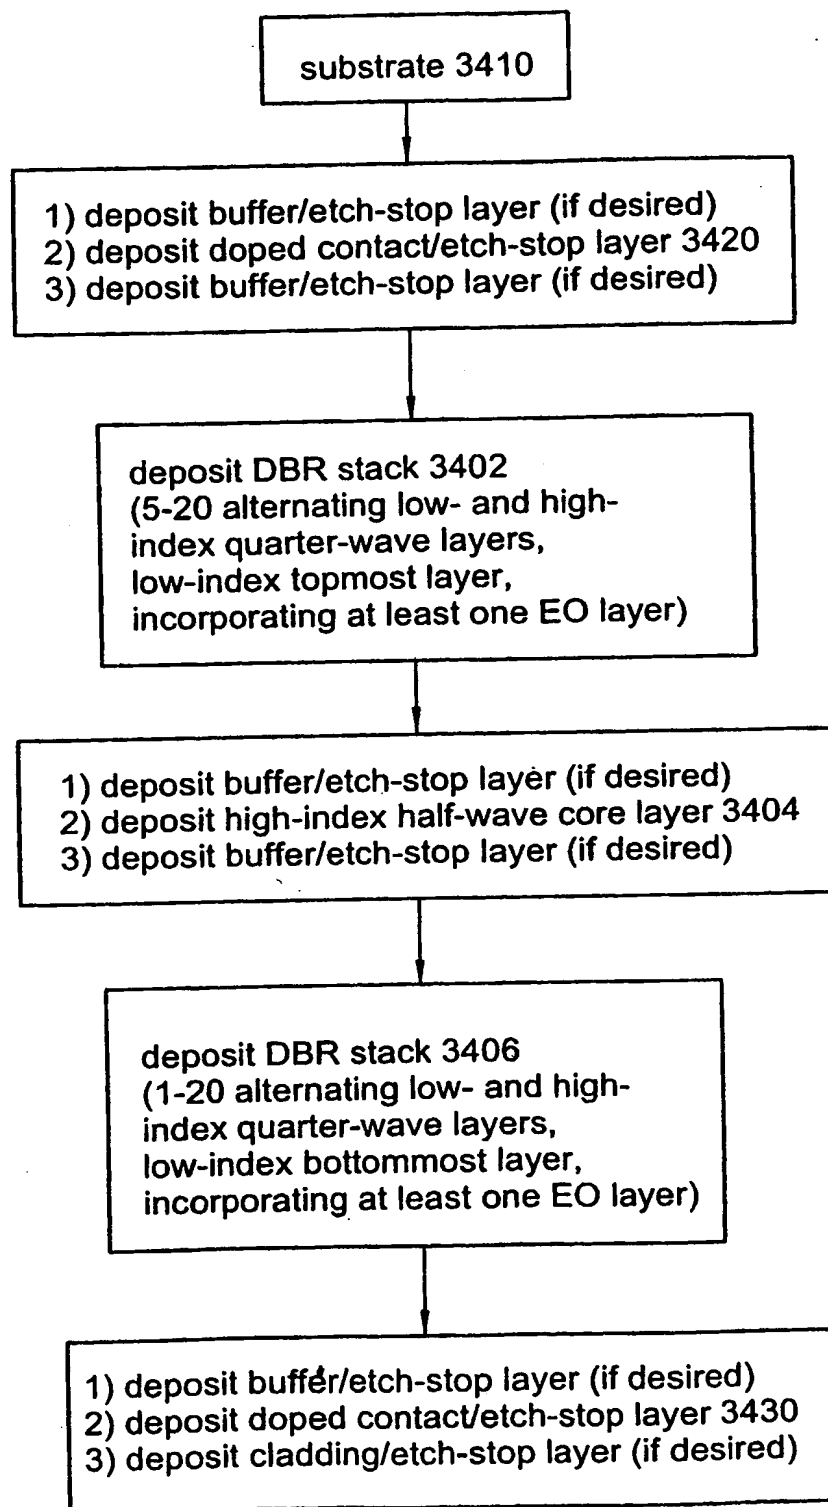 substrate 3410
1) deposit buffer/etch-stop layer (if desired)
2) deposit doped contact/etch-stop layer 3420
3) deposit buffer/etch-stop layer (if desired)
deposit DBR stack 3402
(5-20 alternating low- and high-
index quarter-wave layers,
low-index topmost layer,
incorporating at least one EO layer)
1) deposit buffer/etch-stop layer (if desired)
2) deposit high-index half-wave core layer 3404
3) deposit buffer/etch-stop layer (if desired)
deposit DBR stack 3406
(1-20 alternating low- and high-
index quarter-wave layers,
low-index bottommost layer,
incorporating at least one EO layer)
1) deposit buffer/etch-stop layer (if desired)
2) deposit doped contact/etch-stop layer 3430
3) deposit cladding/etch-stop layer (if desired)